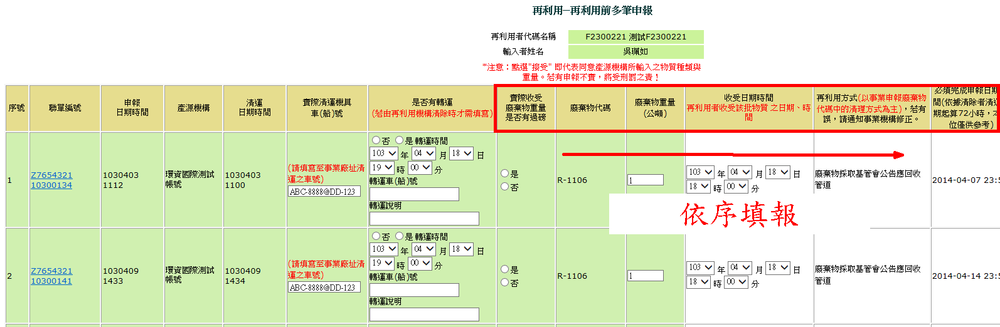 再利用—再利用前多筆申報
再利用者代碼名稱 F2300221 測試F2300221
輸入者姓名 吳珮如
*注意：點選"接受" 即代表同意產源機構所輸入之物質種類與
重量。若有申報不實，將受刑罰之責！
序號
聯單編號
申報
日期時間
產源機構
清運
日期時間
實際清運機具
車(船)號
是否有轉運
(若由再利用機構清除時才需填寫)
實際收受
廢棄物重量
是否有過磅
廢棄物代碼
廢棄物重量
(公噸)
收受日期時間
再利用者收受該批物質 之日期、時
間
再利用方式(以事業申報廢棄物
代碼中的清理方式為主)，若有
誤，請通知事業機構修正。
必須完成申報日期
間(依據清除者清運
期起算72小時，本
位僅供參考)
1
Z7654321
10300134
1030403
1112
環資國際測試
帳號
1030403
1100
(請填寫至事業廠址清
運之車號)
ABC-8888@DD-123
否 是 轉運時間
103 年 04 月 18 日
19 時 00 分
轉運車(船)號
轉運說明
是
否
R-1106
1
103 年 04 月 18 日
18 時 00 分
廢棄物採取基管會公告應回收
管道
2014-04-07 23:5
依序填報
2
Z7654321
10300141
1030409
1433
環資國際測試
帳號
1030409
1434
(請填寫至事業廠址清
運之車號)
ABC-8888@DD-123
否 是 轉運時間
103 年 04 月 18 日
19 時 00 分
轉運車(船)號
轉運說明
是
否
R-1106
1
103 年 04 月 18 日
18 時 00 分
廢棄物採取基管會公告應回收
管道
2014-04-14 23:5